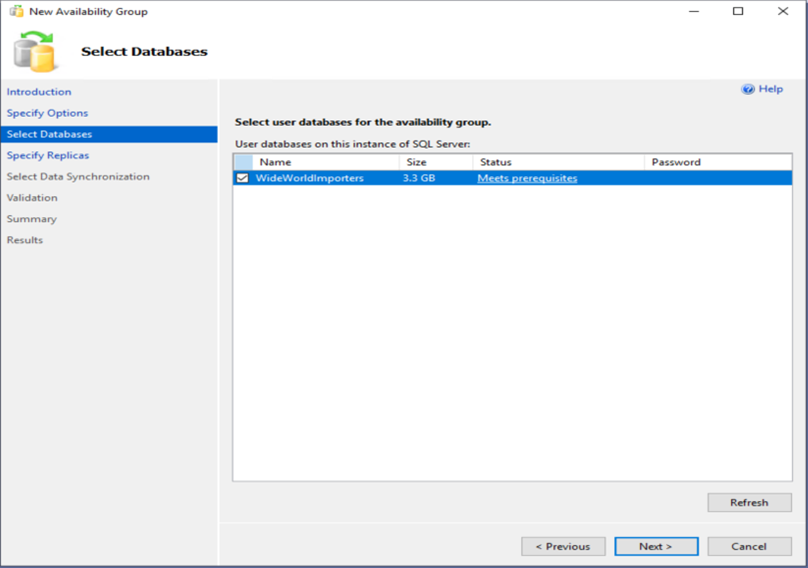 New Availability Group
Select Databases
Help
Introduction
Specify Options
Select Databases
Specify Replicas
Select Data Synchronization
Validation
Summary
Results
Select user databases for the availability group.
User databases on this instance of SQL Server:
Name Size Status Password
WideWorldImporters 3.3 GB Meets prerequisites
Refresh
< Previous Next > Cancel